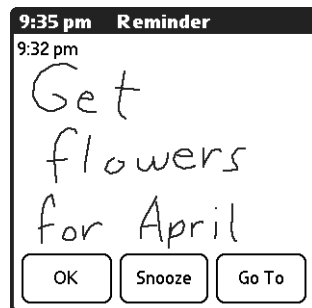 9:35 pm Reminder
9:32 pm
Get
flowers
for April
OK Snooze Go To